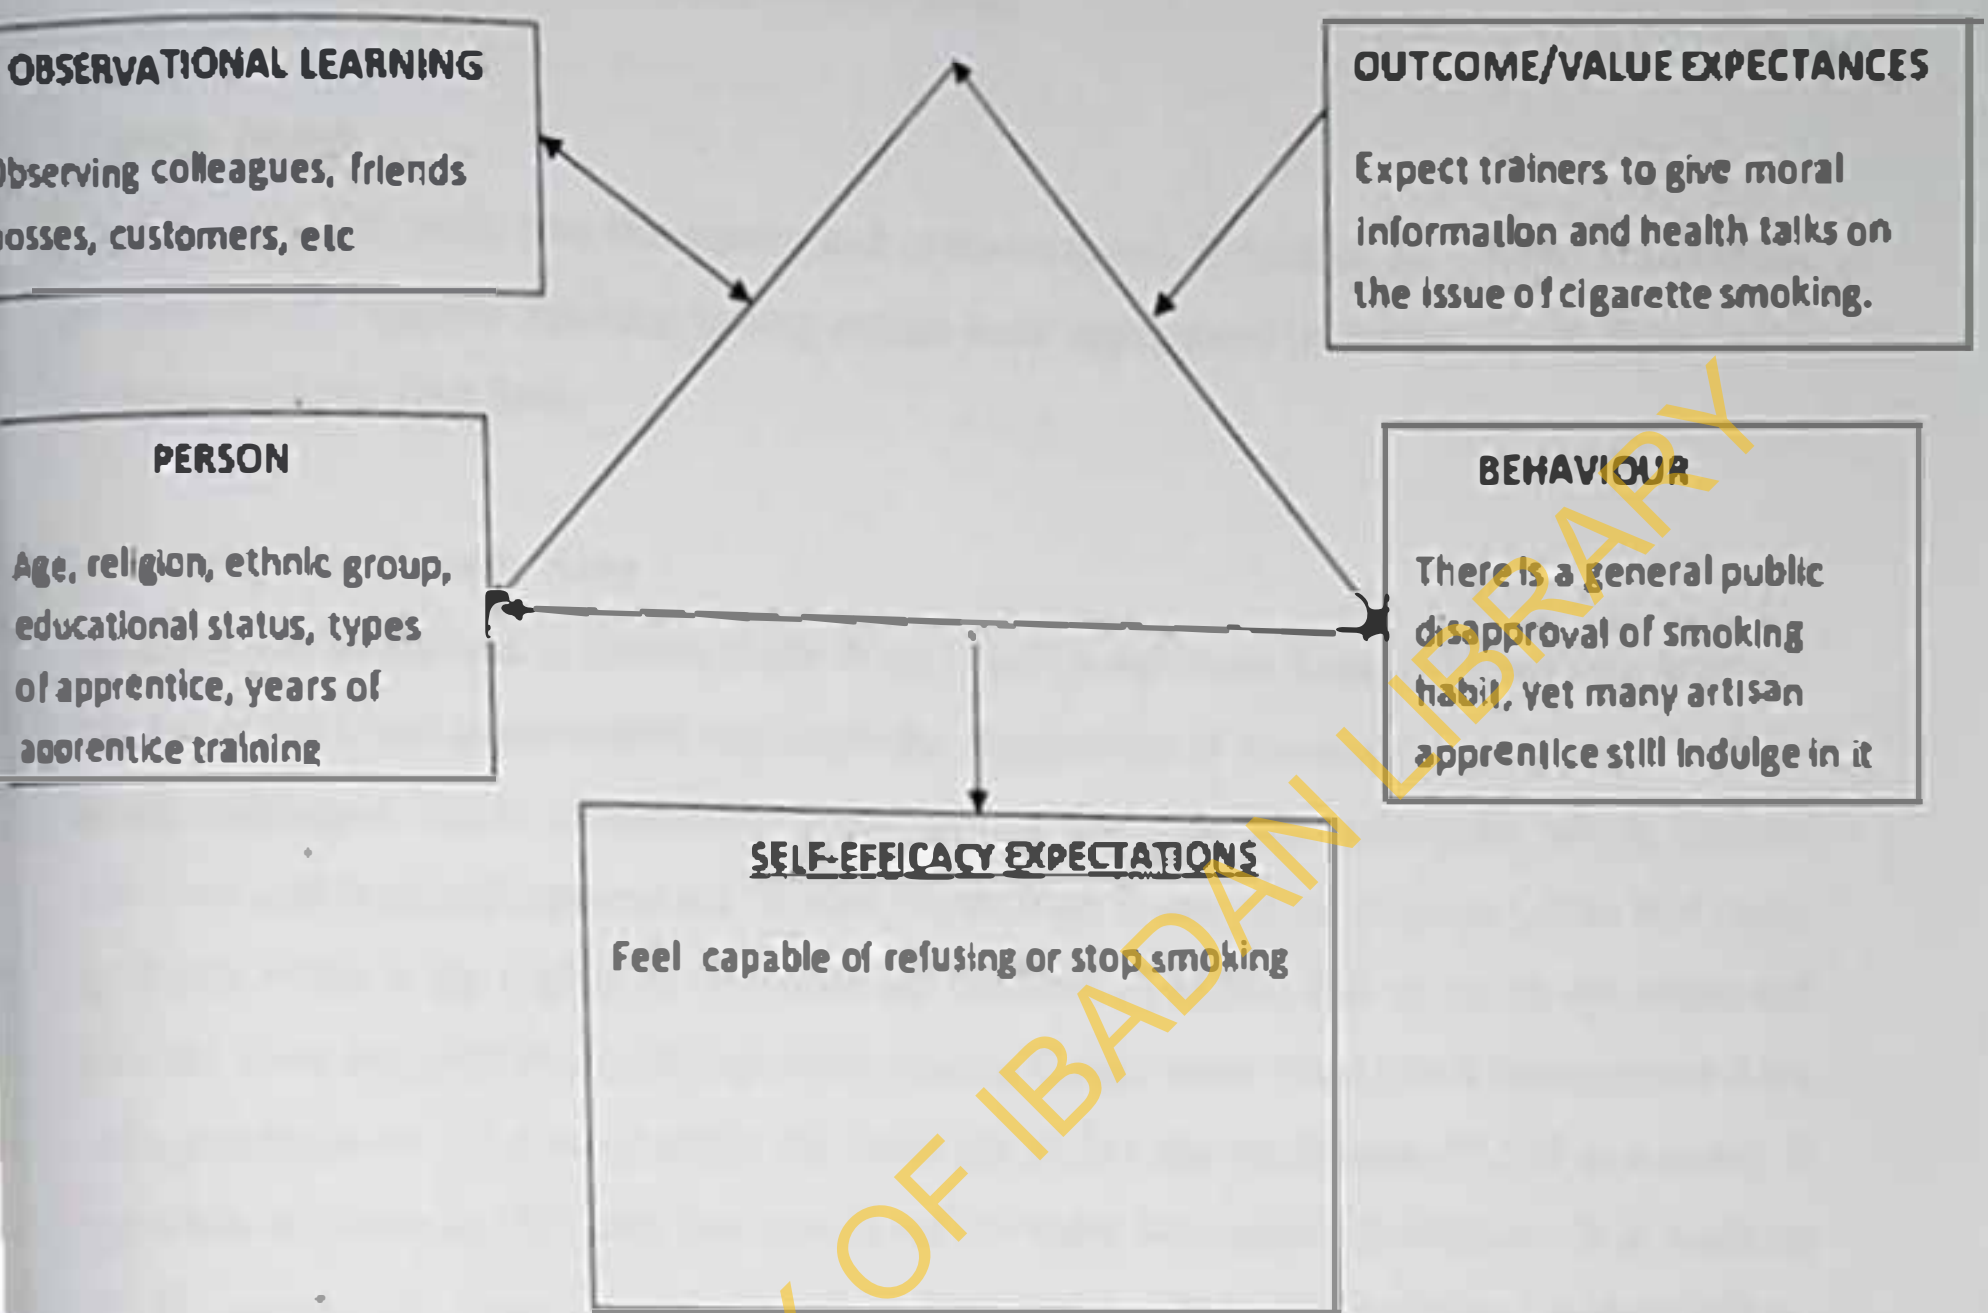 OBSERVATIONAL LEARNING
Observing colleagues, friends
bosses, customers, etc
OUTCOME/VALUE EXPECTANCES
Expect trainers to give moral
information and health talks on
the issue of cigarette smoking.
PERSON
Age, religion, ethnic group,
educational status, types
of apprentice, years of
apprentice training
BEHAVIOUR
There is a general public
disapproval of smoking
habit, yet many artisan
apprentice still indulge in it
SELF-EFFICACY EXPECTATIONS
Feel capable of refusing or stop smoking
OF IBADAN LIBRARY